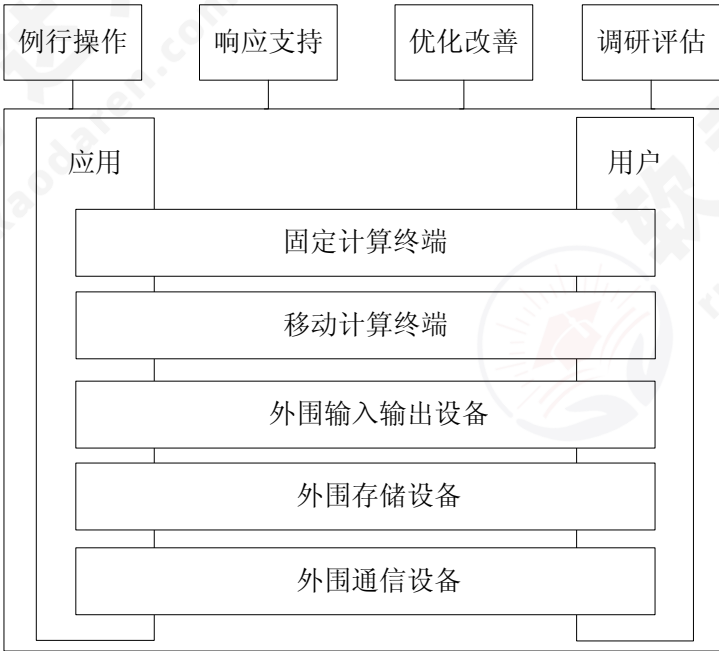 例行操作
响应支持
优化改善
调研评估
应用
用户
固定计算终端
移动计算终端
外围输入输出设备
外围存储设备
外围通信设备